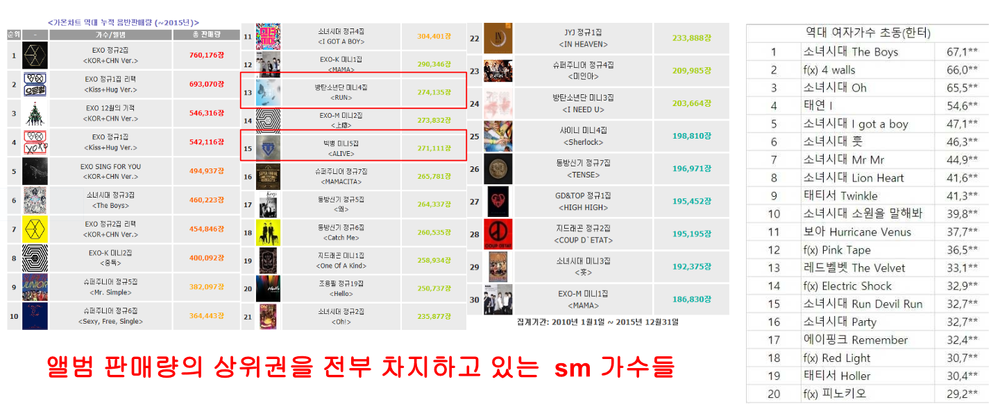 <가온차트 역대 누적 음반판매량 (~2015년)>
순위 - 가수/앨범 총 판매량
1 EXO 정규2집 <KOR+CHN Ver.> 760,176장
2 EXO 정규1집 리팩 <Kiss+Hug Ver.> 693,070장
3 EXO 12월의 기적 <KOR+CHN Ver.> 546,316장
4 EXO 정규1집 <Kiss+Hug Ver.> 542,116장
5 EXO SING FOR YOU <KOR+CHN Ver.> 494,937장
6 소녀시대 정규3집 <The Boys> 460,223장
7 EXO 정규2집 리팩 <KOR+CHN Ver.> 454,846장
8 EXO-K 미니2집 <중독> 400,092장
9 슈퍼주니어 정규5집 <Mr. Simple> 382,097장
10 슈퍼주니어 정규6집 <Sexy, Free, Single> 364,443장
11 소녀시대 정규4집 <I GOT A BOY> 304,401장
12 EXO-K 미니1집 <MAMA> 290,346장
13 방탄소년단 미니4집 <RUN> 274,135장
14 EXO-M 미니2집 <上瘾> 273,832장
15 빅뱅 미니5집 <ALIVE> 271,111장
16 슈퍼주니어 정규7집 <MAMACITA> 265,781장
17 동방신기 정규5집 <왜> 264,337장
18 동방신기 정규6집 <Catch Me> 260,535장
19 지드래곤 미니1집 <One Of A Kind> 258,934장
20 조용필 정규19집 <Hello> 250,737장
21 소녀시대 정규2집 <Oh!> 235,877장
22 JYJ 정규1집 <IN HEAVEN> 233,888장
23 슈퍼주니어 정규4집 <미인아> 209,985장
24 방탄소년단 미니3집 <I NEED U> 203,664장
25 샤이니 미니4집 <Sherlock> 198,810장
26 동방신기 정규7집 <TENSE> 196,971장
27 GD&TOP 정규1집 <HIGH HIGH> 195,452장
28 지드래곤 정규2집 <COUP D`ETAT> 195,195장
29 소녀시대 미니3집 <훗> 192,375장
30 EXO-M 미니1집 <MAMA> 186,830장
집계기간: 2010년 1월1일 ~ 2015년 12월31일
앨범 판매량의 상위권을 전부 차지하고 있는 sm 가수들
역대 여자가수 초동(한터)
1 소녀시대 The Boys 67,1**
2 f(x) 4 walls 66,0**
3 소녀시대 Oh 65,5**
4 태연 I 54,6**
5 소녀시대 I got a boy 47,1**
6 소녀시대 훗 46,3**
7 소녀시대 Mr Mr 44,9**
8 소녀시대 Lion Heart 41,6**
9 태티서 Twinkle 41,3**
10 소녀시대 소원을 말해봐 39,8**
11 보아 Hurricane Venus 37,7**
12 f(x) Pink Tape 36,5**
13 레드벨벳 The Velvet 33,1**
14 f(x) Electric Shock 32,9**
15 소녀시대 Run Devil Run 32,7**
16 소녀시대 Party 32,7**
17 에이핑크 Remember 32,4**
18 f(x) Red Light 30,7**
19 태티서 Holler 30,4**
20 f(x) 피노키오 29,2**